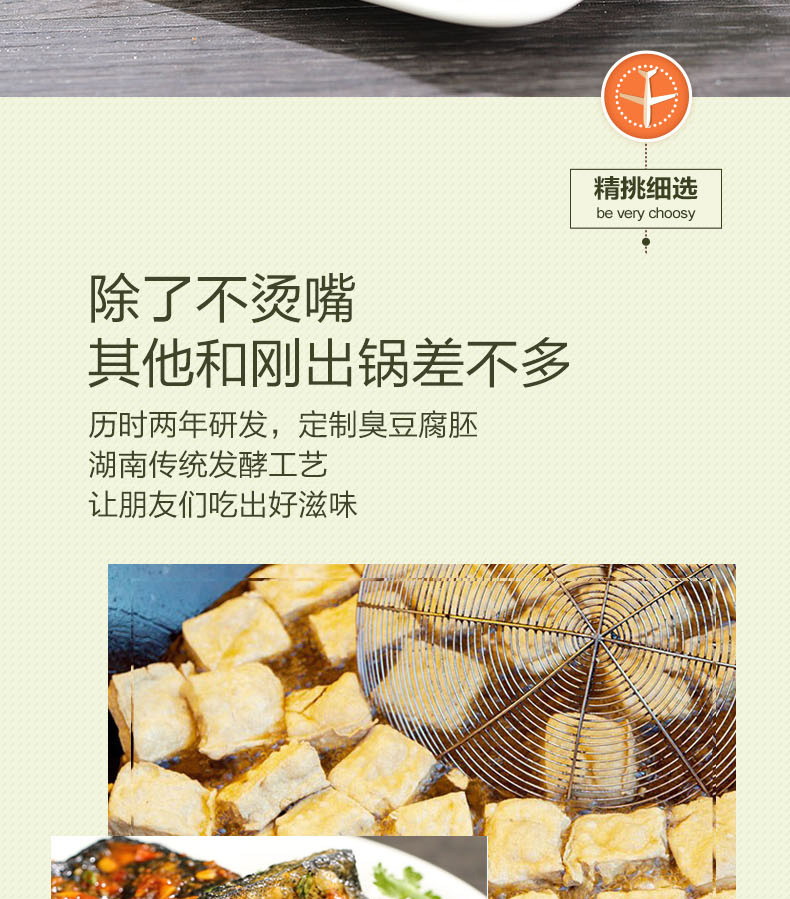 精挑细选
be very choosy
除了不烫嘴
其他和刚出锅差不多
历时两年研发，定制臭豆腐胚
湖南传统发酵工艺
让朋友们吃出好滋味